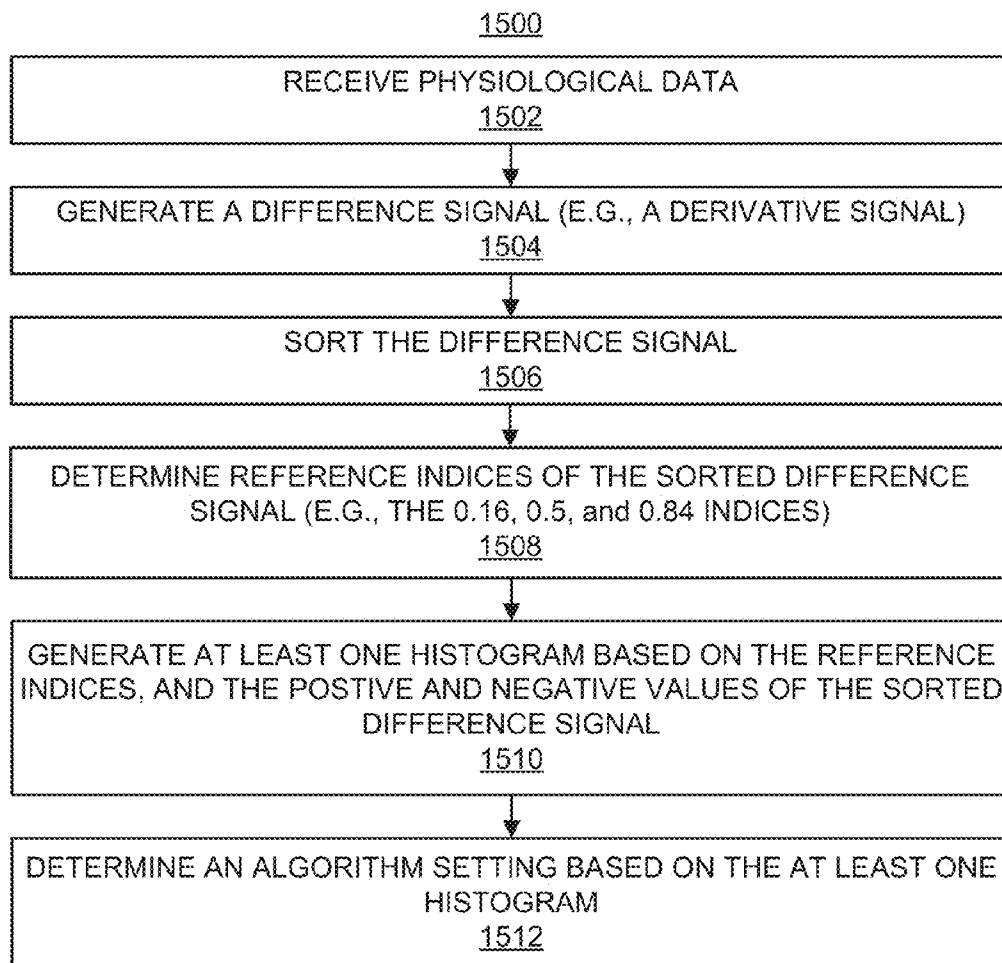 1500
RECEIVE PHYSIOLOGICAL DATA
1502
GENERATE A DIFFERENCE SIGNAL (E.G., A DERIVATIVE SIGNAL)
1504
SORT THE DIFFERENCE SIGNAL
1506
DETERMINE REFERENCE INDICES OF THE SORTED DIFFERENCE
SIGNAL (E.G., THE 0.16, 0.5, and 0.84 INDICES)
1508
GENERATE AT LEAST ONE HISTOGRAM BASED ON THE REFERENCE
INDICES, AND THE POSTIVE AND NEGATIVE VALUES OF THE SORTED
DIFFERENCE SIGNAL
1510
DETERMINE AN ALGORITHM SETTING BASED ON THE AT LEAST ONE
HISTOGRAM
1512